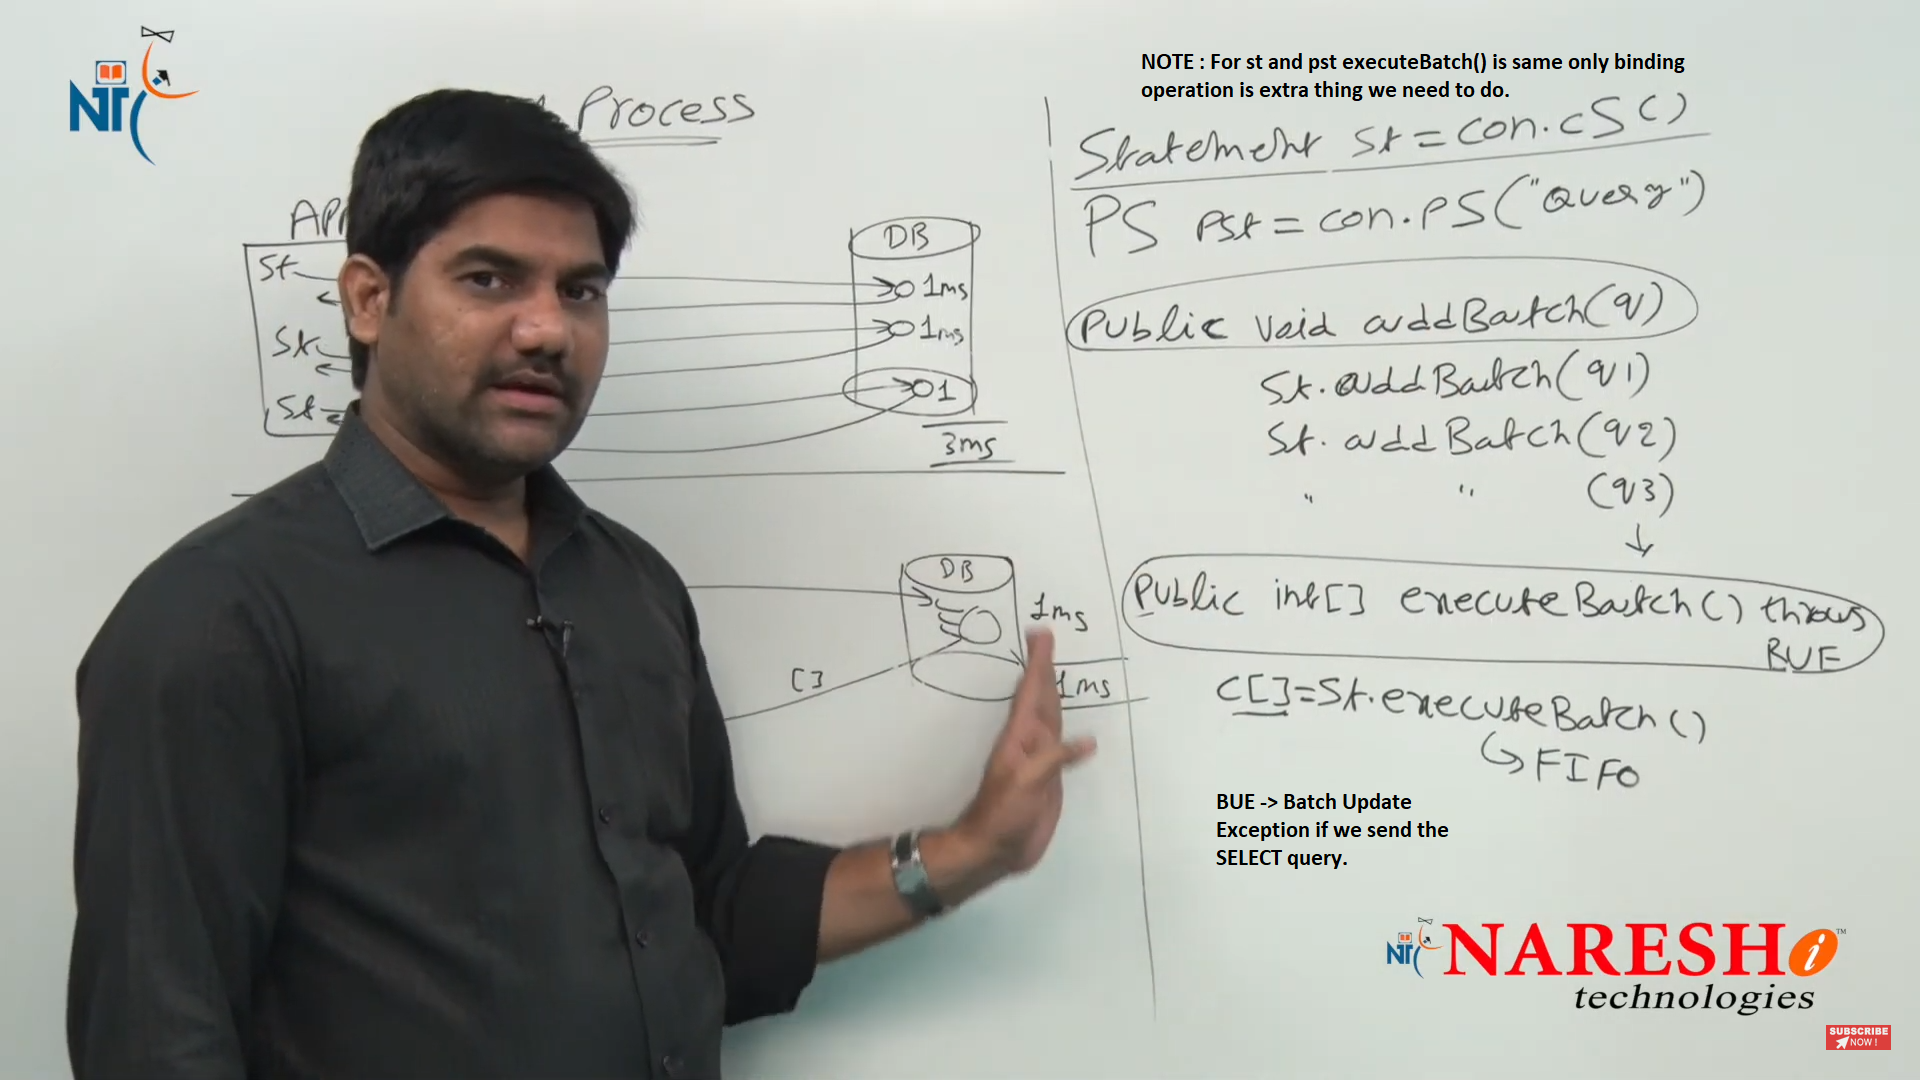 NT
Process
NOTE : For st and pst executeBatch() is same only binding
operation is extra thing we need to do.
Statement St = con.cS()
PS PSt = con.PS("Query")
APP
St
St
St
DB
1ms
1ms
1
3ms
Public void addBatch(q)
St.addBatch(q1)
St.addBatch(q2)
" " (q3)
DB
1ms
[]
1ms
Public int[] executeBatch() throws
BUE
C[]=St.executeBatch()
FIFO
BUE -> Batch Update
Exception if we send the
SELECT query.
NT NARESH i ™
technologies
SUBSCRIBE
NOW !